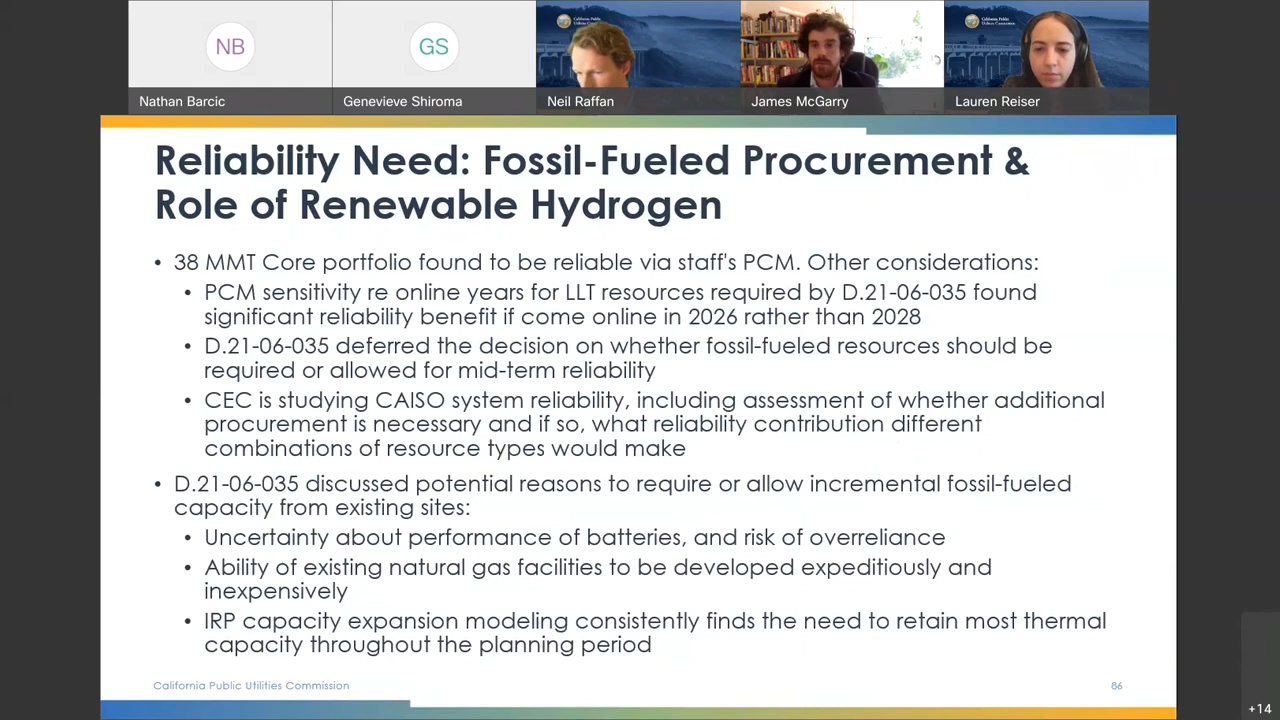 NB
GS
Nathan Barcic
Genevieve Shiroma
Neil Raffan
James McGarry
Lauren Reiser
Reliability Need: Fossil-Fueled Procurement &
Role of Renewable Hydrogen
• 38 MMT Core portfolio found to be reliable via staff's PCM. Other considerations:
• PCM sensitivity re online years for LLT resources required by D.21-06-035 found
significant reliability benefit if come online in 2026 rather than 2028
• D.21-06-035 deferred the decision on whether fossil-fueled resources should be
required or allowed for mid-term reliability
• CEC is studying CAISO system reliability, including assessment of whether additional
procurement is necessary and if so, what reliability contribution different
combinations of resource types would make
• D.21-06-035 discussed potential reasons to require or allow incremental fossil-fueled
capacity from existing sites:
• Uncertainty about performance of batteries, and risk of overreliance
• Ability of existing natural gas facilities to be developed expeditiously and
inexpensively
• IRP capacity expansion modeling consistently finds the need to retain most thermal
capacity throughout the planning period
California Public Utilities Commission
86
+14